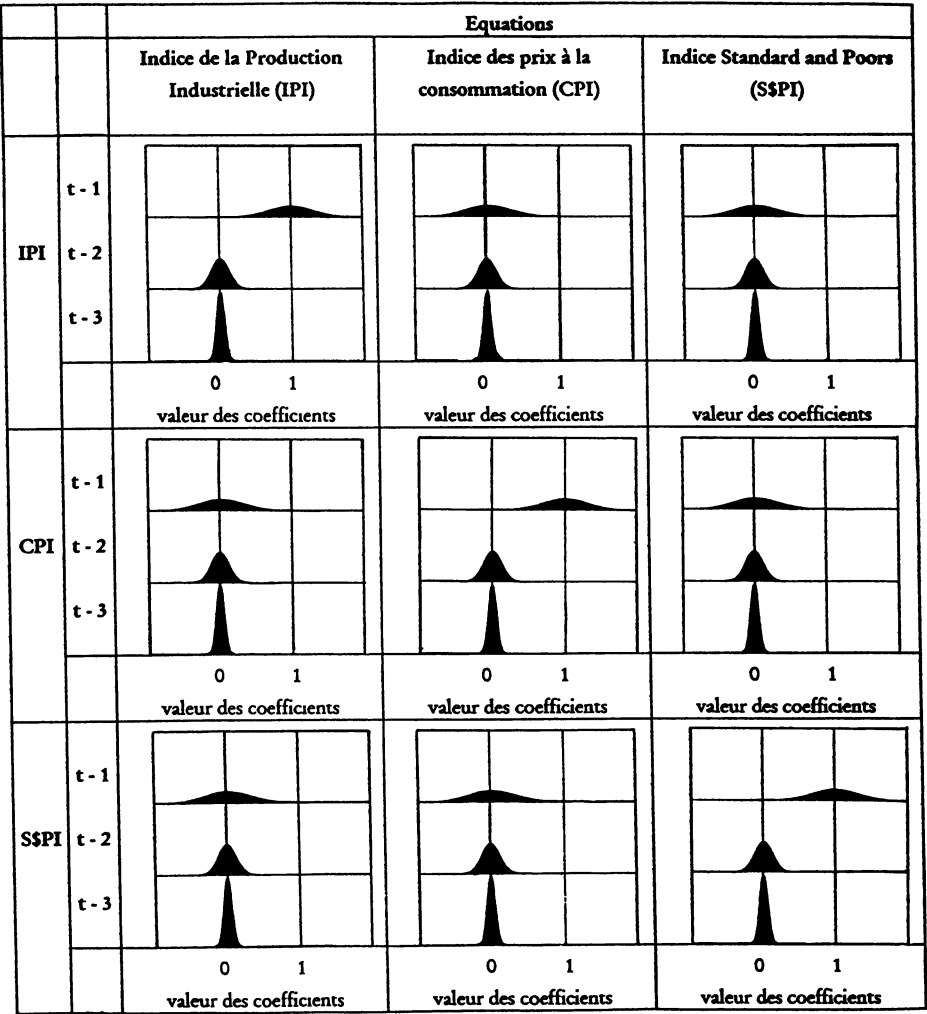 Equations
Indice de la Production
Industrielle (IPI)
Indice des prix à la
consommation (CPI)
Indice Standard and Poors
(S$PI)
IPI
t - 1
t - 2
t - 3
0 1
valeur des coefficients
0 1
valeur des coefficients
0 1
valeur des coefficients
CPI
t - 1
t - 2
t - 3
0 1
valeur des coefficients
0 1
valeur des coefficients
0 1
valeur des coefficients
S$PI
t - 1
t - 2
t - 3
0 1
valeur des coefficients
0 1
valeur des coefficients
0 1
valeur des coefficients